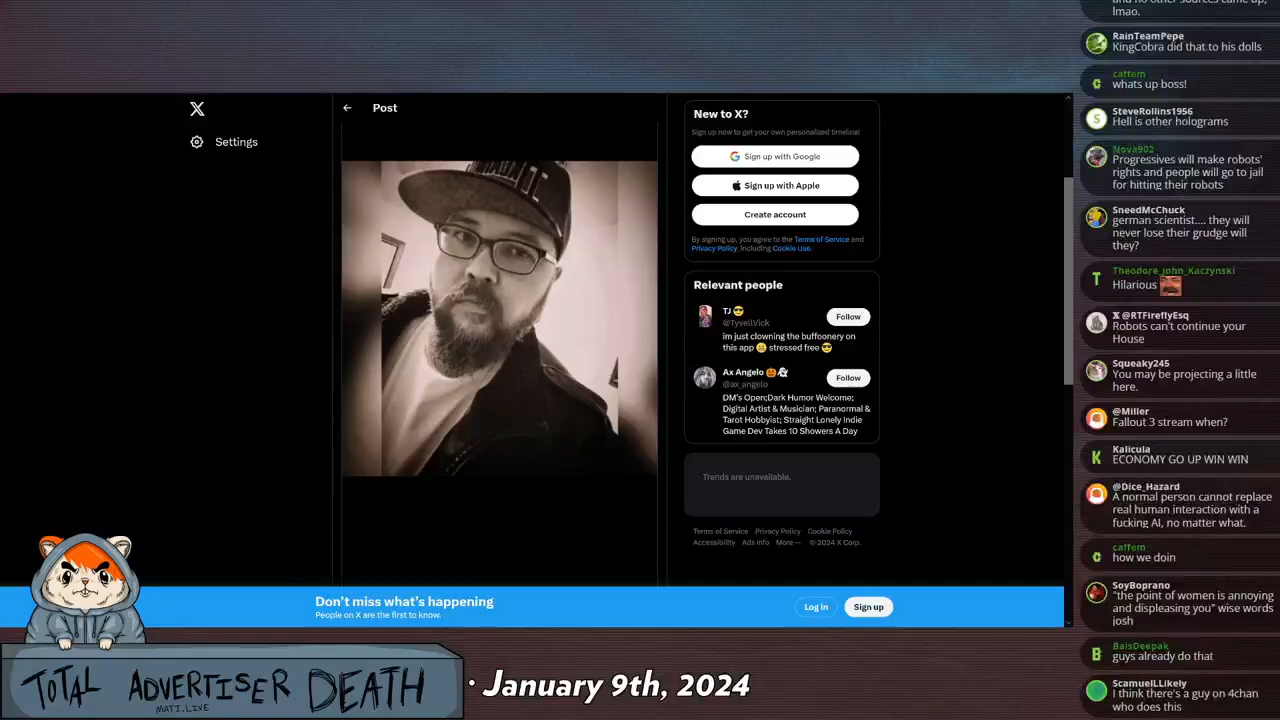 Post
Settings
New to X?
Sign up now to get your own personalized timeline!
Sign up with Google
Sign up with Apple
Create account
By signing up, you agree to the Terms of Service and
Privacy Policy, including Cookie Use.
Relevant people
TJ 😎
@TyvellVick
Follow
im just clowning the buffoonery on
this app 😬 stressed free 😎
Ax Angelo 🎃👻
@ax_angelo
Follow
DM's Open;Dark Humor Welcome;
Digital Artist & Musician; Paranormal &
Tarot Hobbyist; Straight Lonely Indie
Game Dev Takes 10 Showers A Day
Trends are unavailable.
Terms of Service Privacy Policy Cookie Policy
Accessibility Ads info More ··· © 2024 X Corp.
Don't miss what's happening
People on X are the first to know.
Log in
Sign up
TOTAL ADVERTISER DEATH
MATI.LIVE
· January 9th, 2024
and no other sources came up,
lmao.
RainTeamPepe
KingCobra did that to his dolls
caffem
whats up boss!
SteveRollns1956
Hell is other holograms
Nova902
Progressives will make robots'
rights and people will go to jail
for hitting the robots
SneedMcChungus
german scientist.... they will
never lose their grudge will
they?
Theodore_john_Kaczynski
Hilarious
@RTFireflyEsq
Robots can continue your
House
Squeaky245
You may be projecting a little
here.
@Miller
Fallout 3 stream when?
Kalicula
ECONOMY GO UP WIN WIN
@Dice_Hazard
A normal person cannot replace
real human interaction with a
fucking computer waifu
caffem
how we doin
SoyBoprano
"the point of women is annoying
and displeasing you" wise words
josh
BaisDeepak
guys already do that
ScamuelLLikely
I think there's a guy on 4chan
who does this